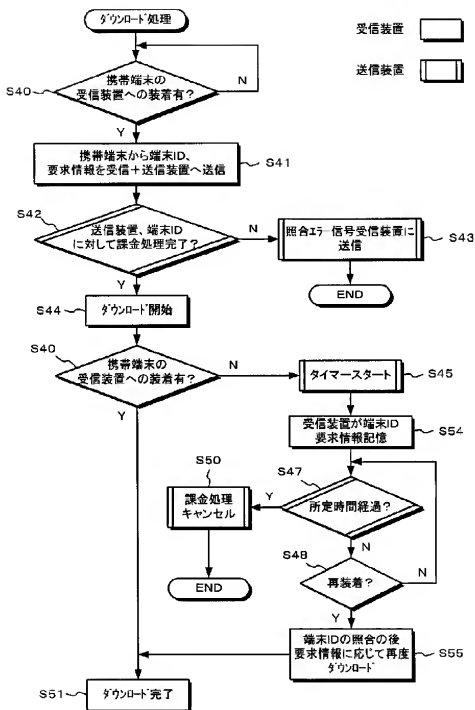 ダウンロード処理
受信装置
送信装置
S40
携帯端末の
受信装置への装着有?
N
Y
携帯端末から端末ID、
要求情報を受信+送信装置へ送信
S41
S42
送信装置、端末ID
に対して課金処理完了?
N
照合エラー信号受信装置に
送信
S43
Y
END
S44
ダウンロード開始
S40
携帯端末の
受信装置への装着有?
N
タイマースタート
S45
Y
受信装置が端末ID
要求情報記憶
S54
S50
S47
課金処理
キャンセル
Y
所定時間経過?
N
S48
END
再装着?
N
Y
端末IDの照合の後
要求情報に応じて再度
ダウンロード
S55
S51
ダウンロード完了